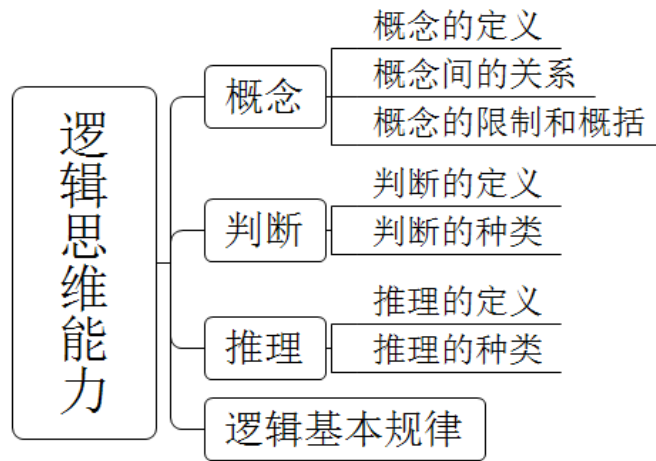 逻辑思维能力
概念
概念的定义
概念间的关系
概念的限制和概括
判断
判断的定义
判断的种类
推理
推理的定义
推理的种类
逻辑基本规律